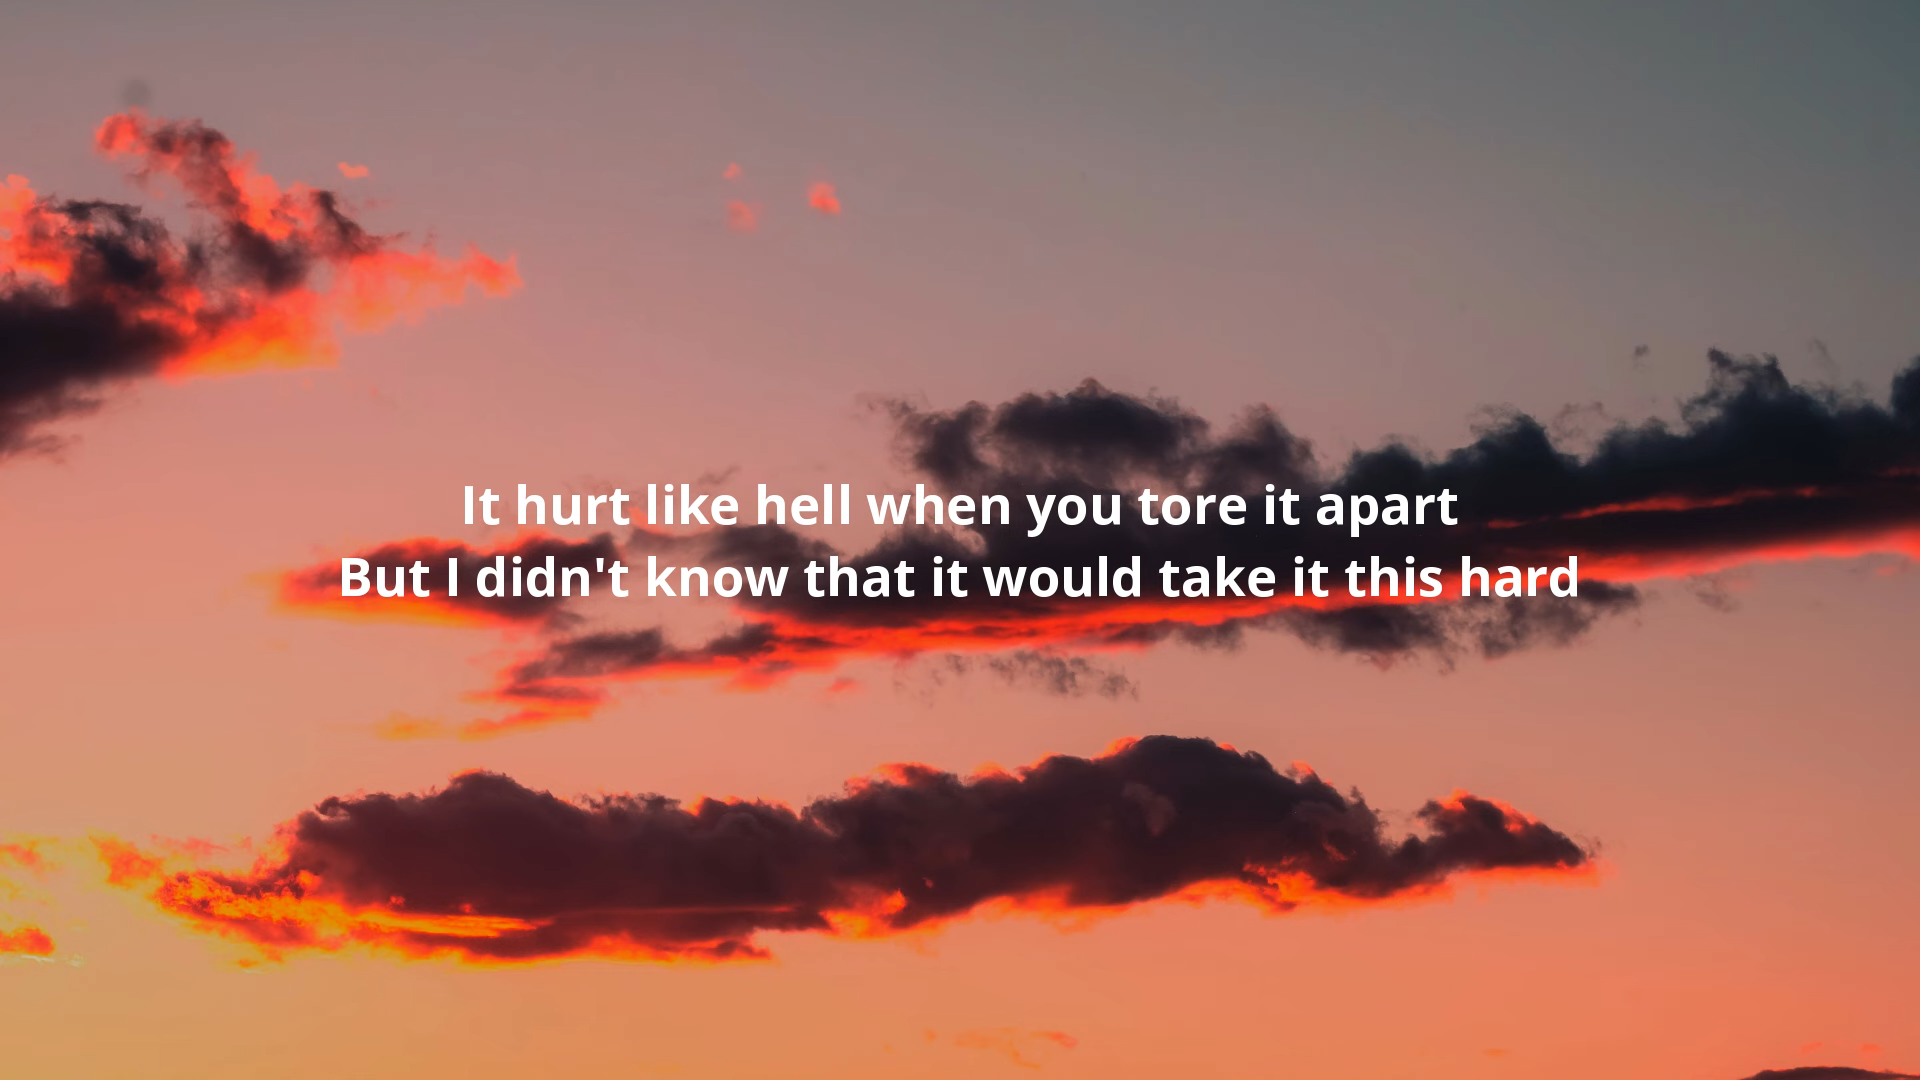 It hurt like hell when you tore it apart
But I didn't know that it would take it this hard